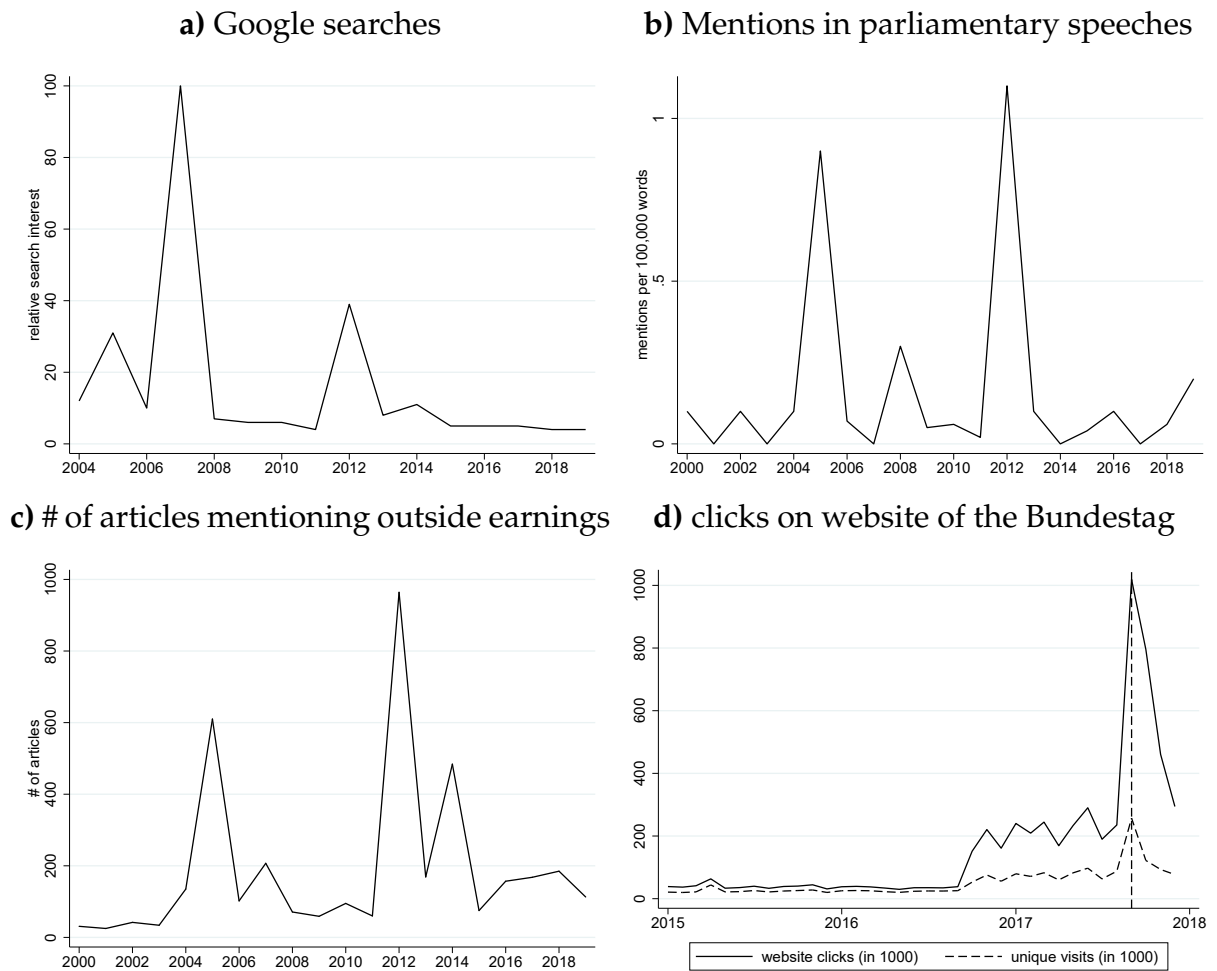 a) Google searches
relative search interest
100
80
60
40
20
0
2004 2006 2008 2010 2012 2014 2016 2018
b) Mentions in parliamentary speeches
mentions per 100,000 words
1
.5
0
2000 2002 2004 2006 2008 2010 2012 2014 2016 2018
c) # of articles mentioning outside earnings
# of articles
1000
800
600
400
200
0
2000 2002 2004 2006 2008 2010 2012 2014 2016 2018
d) clicks on website of the Bundestag
1000
800
600
400
200
0
2015 2016 2017 2018
website clicks (in 1000) unique visits (in 1000)